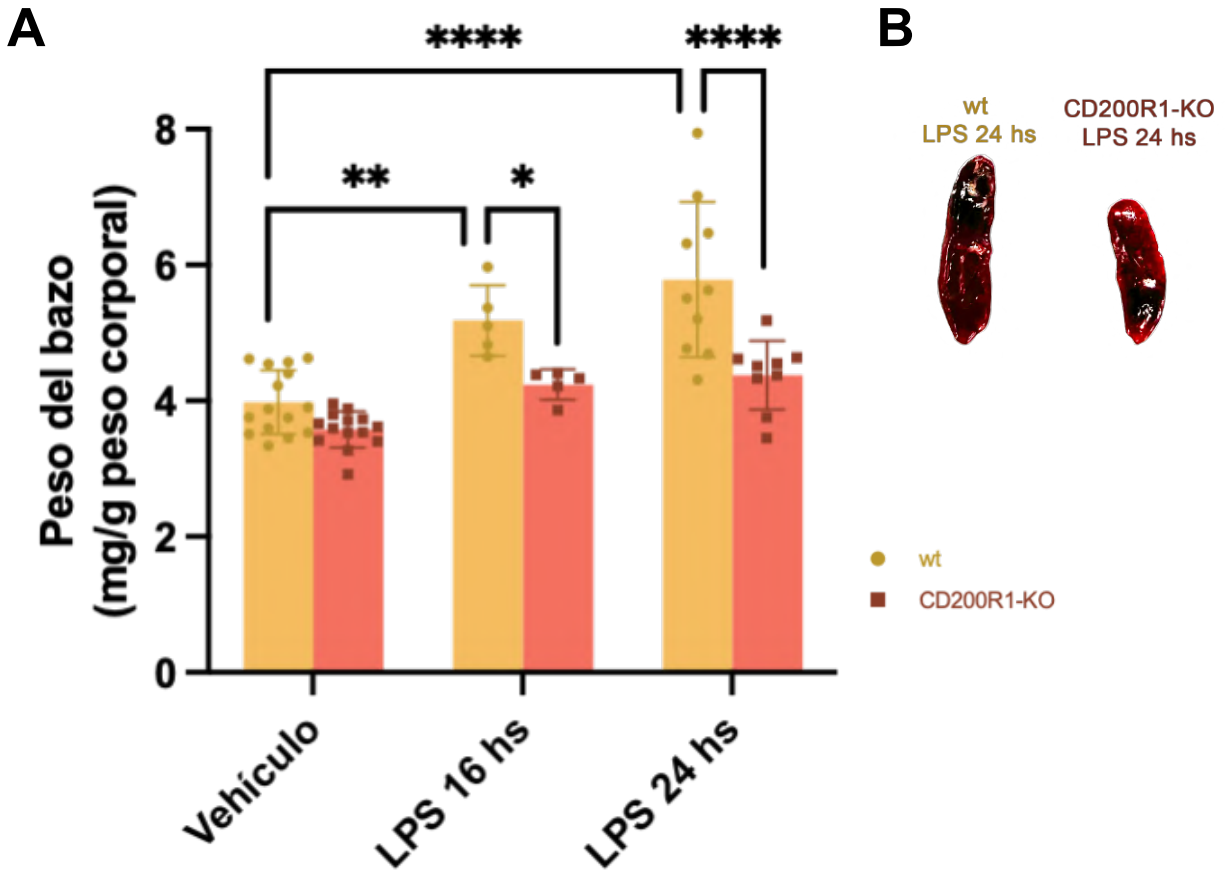 A
B
****
****
**
*
Peso del bazo
(mg/g peso corporal)
8
6
4
2
0
Vehículo
LPS 16 hs
LPS 24 hs
wt
LPS 24 hs
CD200R1-KO
LPS 24 hs
wt
CD200R1-KO